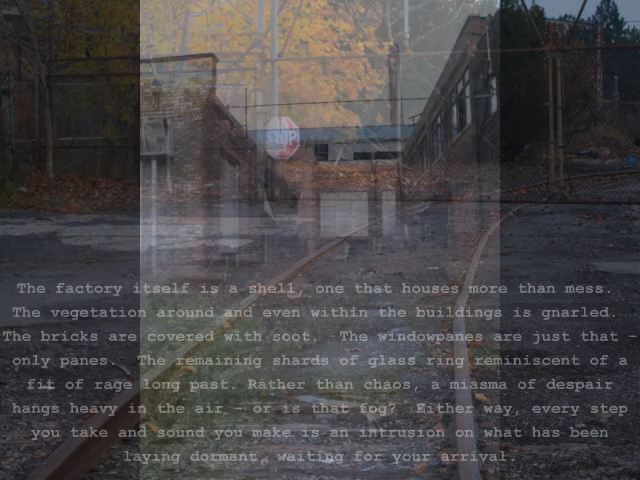 STOP
The factory itself is a shell, one that houses more than mess.
The vegetation around and even within the buildings is gnarled.
The bricks are covered with soot.  The windowpanes are just that -
only panes.  The remaining shards of glass ring reminiscent of a
fit of rage long past. Rather than chaos, a miasma of despair
hangs heavy in the air - or is that fog?  Either way, every step
you take and sound you make is an intrusion on what has been
laying dormant, waiting for your arrival.